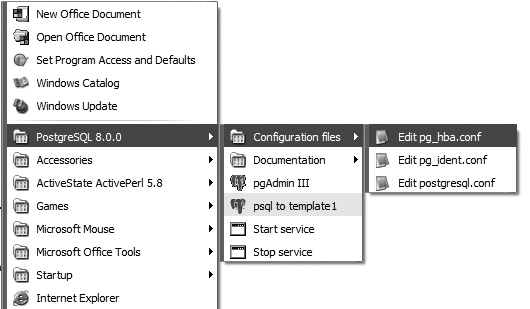 New Office Document
Open Office Document
Set Program Access and Defaults
Windows Catalog
Windows Update
PostgreSQL 8.0.0
Accessories
ActiveState ActivePerl 5.8
Games
Microsoft Mouse
Microsoft Office Tools
Startup
Internet Explorer
Configuration files
Documentation
pgAdmin III
psql to template1
Start service
Stop service
Edit pg_hba.conf
Edit pg_ident.conf
Edit postgresql.conf